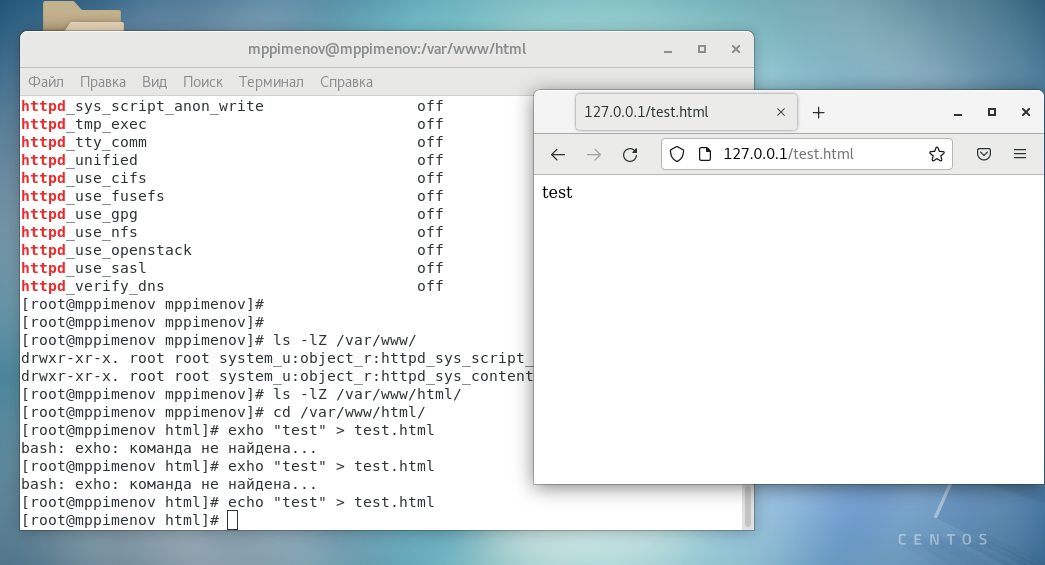 mppimenov@mppimenov:/var/www/html
Файл Правка Вид Поиск Терминал Справка
httpd_sys_script_anon_write off
httpd_tmp_exec off
httpd_tty_comm off
httpd_unified off
httpd_use_cifs off
httpd_use_fusefs off
httpd_use_gpg off
httpd_use_nfs off
httpd_use_openstack off
httpd_use_sasl off
httpd_verify_dns off
[root@mppimenov mppimenov]#
[root@mppimenov mppimenov]#
[root@mppimenov mppimenov]# ls -lZ /var/www/
drwxr-xr-x. root root system_u:object_r:httpd_sys_script_
drwxr-xr-x. root root system_u:object_r:httpd_sys_content
[root@mppimenov mppimenov]# ls -lZ /var/www/html/
[root@mppimenov mppimenov]# cd /var/www/html/
[root@mppimenov html]# exho "test" > test.html
bash: exho: команда не найдена...
[root@mppimenov html]# exho "test" > test.html
bash: exho: команда не найдена...
[root@mppimenov html]# echo "test" > test.html
[root@mppimenov html]#
127.0.0.1/test.html
127.0.0.1/test.html
test
CENTOS